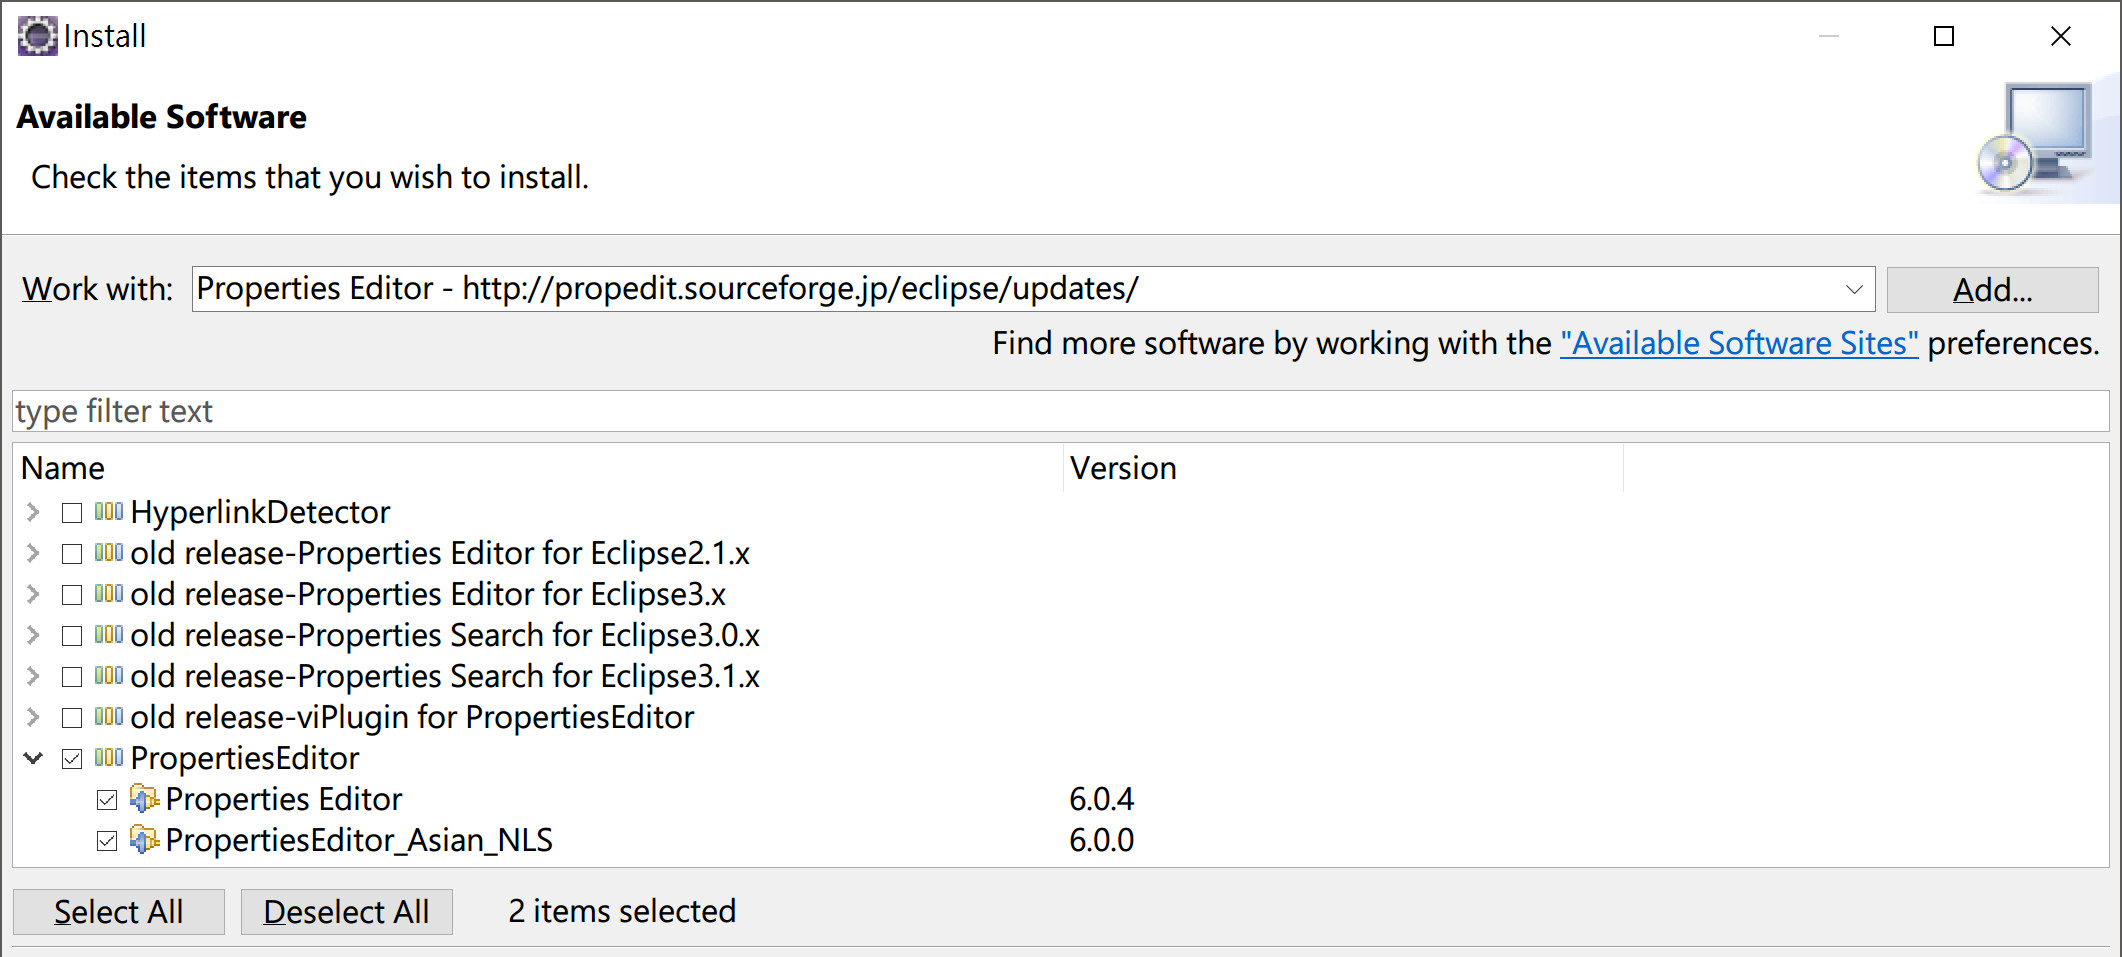 Install
Available Software
Check the items that you wish to install.
Work with: Properties Editor - http://propedit.sourceforge.jp/eclipse/updates/ Add...
Find more software by working with the "Available Software Sites" preferences.
type filter text
Name Version
HyperlinkDetector
old release-Properties Editor for Eclipse2.1.x
old release-Properties Editor for Eclipse3.x
old release-Properties Search for Eclipse3.0.x
old release-Properties Search for Eclipse3.1.x
old release-viPlugin for PropertiesEditor
PropertiesEditor
Properties Editor 6.0.4
PropertiesEditor_Asian_NLS 6.0.0
Select All Deselect All 2 items selected